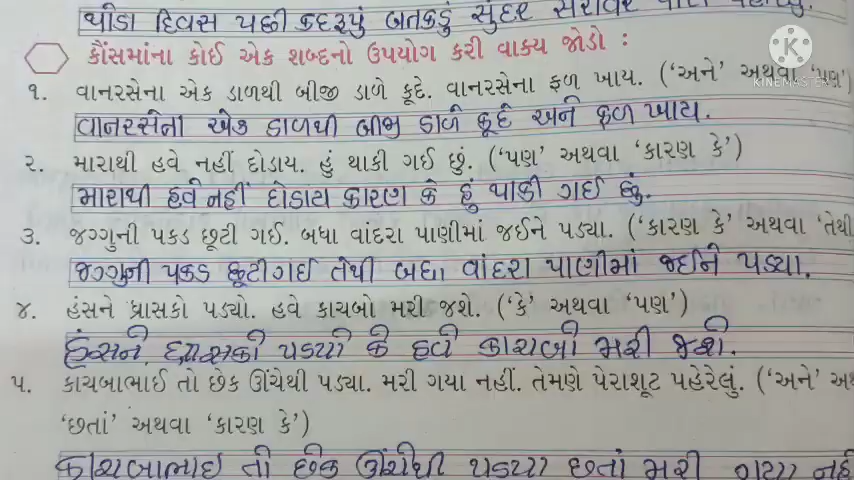 થોડા દિવસ પછી કદરૂપું બતકડું સુંદર સરોવર
કૌંસમાંના કોઈ એક શબ્દનો ઉપયોગ કરી વાક્ય જોડો :
૧. વાનરસેના એક ડાળથી બીજી ડાળે કૂદે. વાનરસેના ફળ ખાય. ('અને' અથવા 'પણ')
વાનરસેના એક ડાળથી બીજી ડાળે કૂદે અને ફળ ખાય.
૨. મારાથી હવે નહીં દોડાય. હું થાકી ગઈ છું. ('પણ' અથવા 'કારણ કે')
મારાથી હવે નહીં દોડાય કારણ કે હું થાકી ગઈ છું.
૩. જગ્ગુની પકડ છૂટી ગઈ. બધા વાંદરા પાણીમાં જઈને પડ્યા. ('કારણ કે' અથવા 'તેથી
જગ્ગુની પકડ છૂટી ગઈ તેથી બધા વાંદરા પાણીમાં જઈને પડ્યા.
૪. હંસને ધ્રાસકો પડ્યો. હવે કાચબો મરી જશે. ('કે' અથવા 'પણ')
હંસને ધ્રાસકો પડયો કે હવે કાચબો મરી જશે.
૫. કાચબાભાઈ તો છેક ઊંચેથી પડ્યા. મરી ગયા નહીં. તેમણે પેરાશૂટ પહેરેલું. ('અને'
'છતાં' અથવા 'કારણ કે')
કાચબાભાઈ તો છેક ઊંચેથી પડયા છતાં મરી ગયા
KINEMASTER